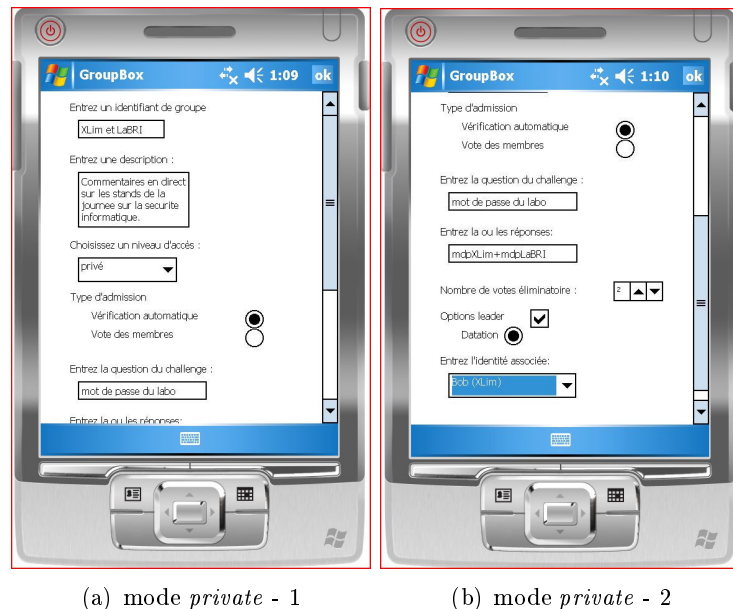 GroupBox 1:09 ok
Entrez un identifiant de groupe
XLim et LaBRI
Entrez une description :
Commentaires en direct
sur les stands de la
journee sur la securite
informatique.
Choisissez un niveau d'accés :
privé
Type d'admission
Vérification automatique
Vote des membres
Entrez la question du challenge :
mot de passe du labo
Entrez la ou les réponses:
GroupBox 1:10 ok
Type d'admission
Vérification automatique
Vote des membres
Entrez la question du challenge :
mot de passe du labo
Entrez la ou les réponses:
mdpXLim+mdpLaBRI
Nombre de votes éliminatoire : 2
Options leader
Datation
Entrez l'identité associée:
Bob (XLim)
(a) mode private - 1
(b) mode private - 2